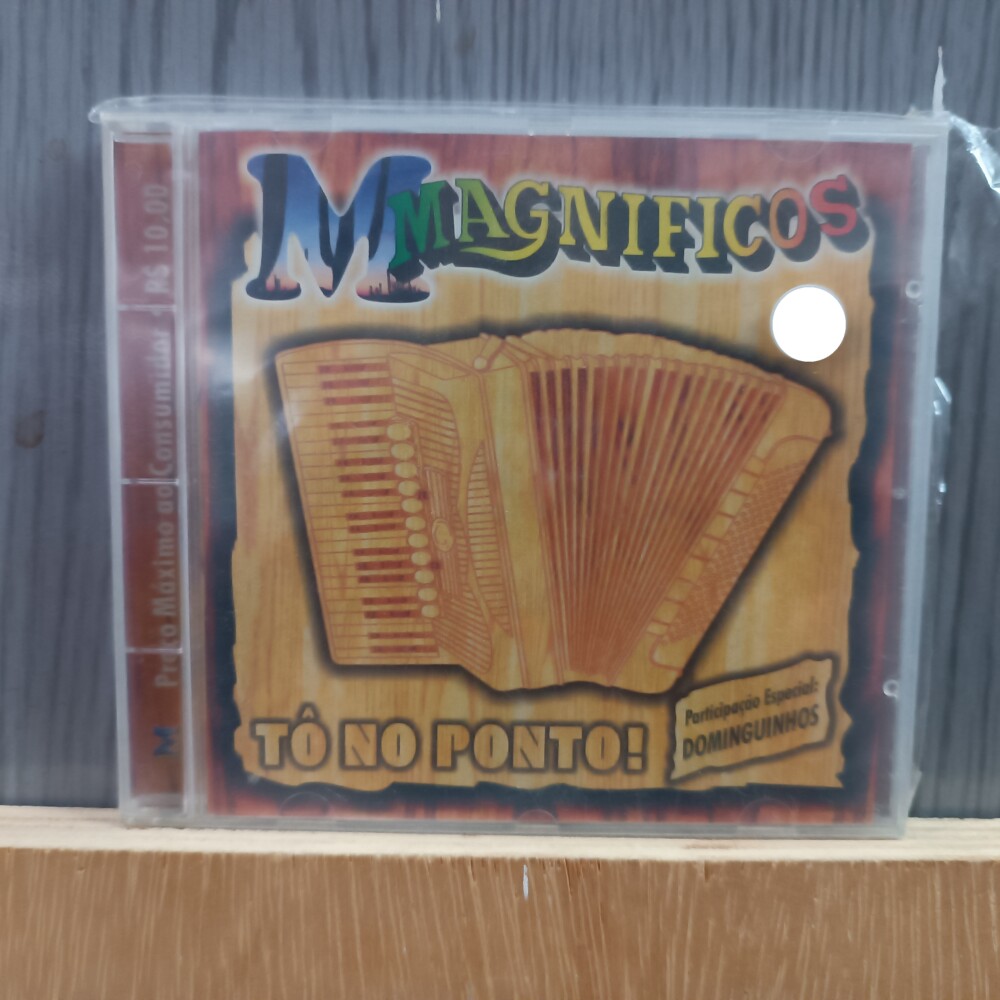 M MAGNIFICOS
TÔ NO PONTO!
Participação Especial:
DOMINGUINHOS
M Preço Máximo ao Consumidor - R$ 10,00